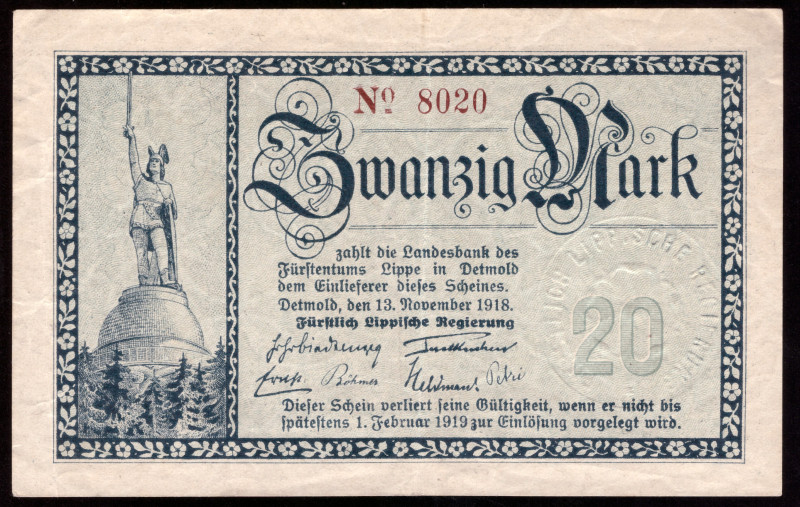 Nº 8020
Zwanzig Mark
zahlt die Landesbank des
Fürstentums Lippe in Detmold
dem Einlieferer dieses Scheines.
Detmold, den 13. November 1918.
Fürstlich Lippische Regierung
Ernst Böhmer Heldmann Petri
20
Dieser Schein verliert seine Gültigkeit, wenn er nicht bis
spätestens 1. Februar 1919 zur Einlösung vorgelegt wird.